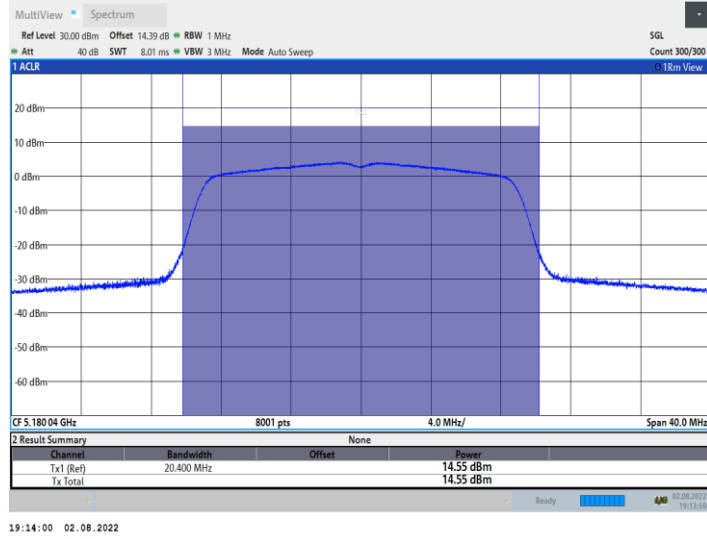 MultiView Spectrum
Ref Level 30.00 dBm Offset 14.39 dB RBW 1 MHz SGL
Att 40 dB SWT 8.01 ms VBW 3 MHz Mode Auto Sweep Count 300/300
1 ACLR 1Rm View
20 dBm
10 dBm
0 dBm
-10 dBm
-20 dBm
-30 dBm
-40 dBm
-50 dBm
-60 dBm
CF 5.18004 GHz 8001 pts 4.0 MHz/ Span 40.0 MHz
2 Result Summary None
Channel Bandwidth Offset Power
Tx1 (Ref) 20.400 MHz 14.55 dBm
Tx Total 14.55 dBm
Ready 02.08.2022
19:13:59
19:14:00 02.08.2022